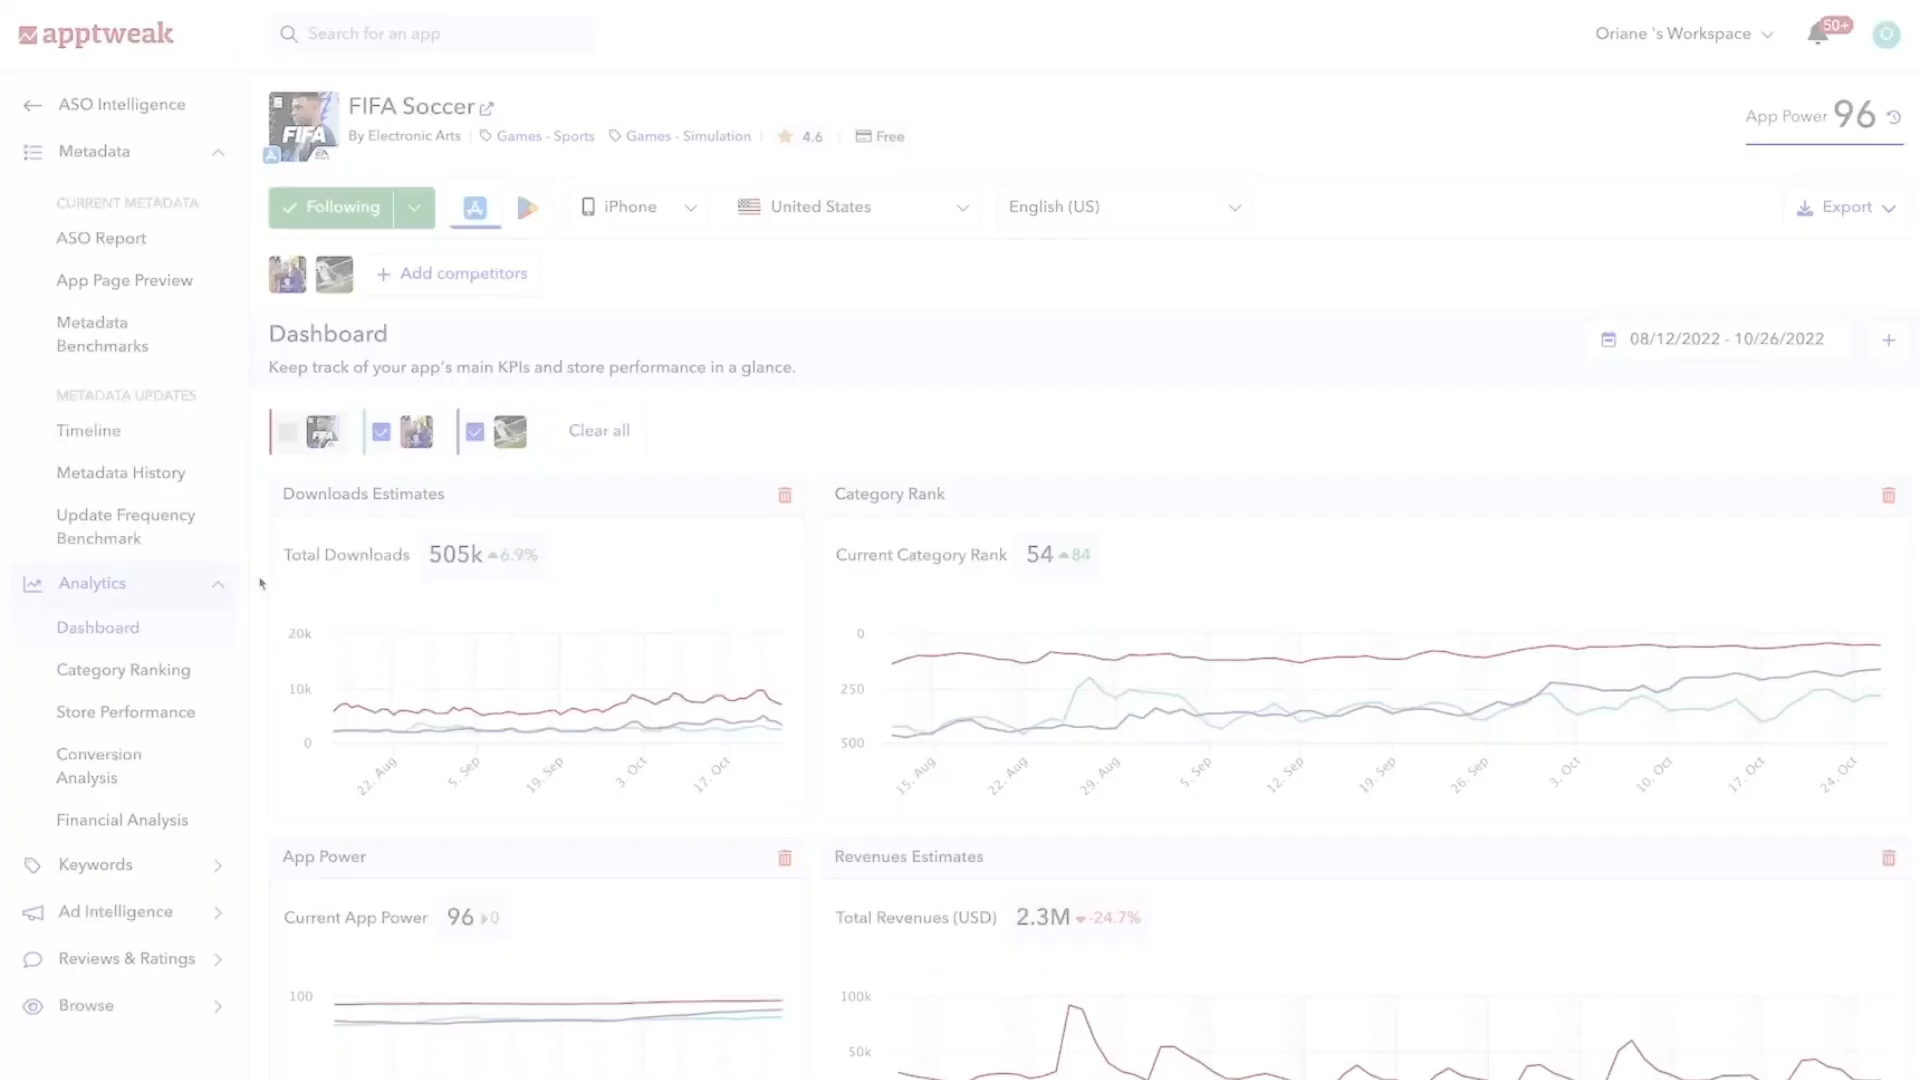 apptweak
Search for an app
Oriane 's Workspace
50+
O
ASO Intelligence
Metadata
CURRENT METADATA
ASO Report
App Page Preview
Metadata
Benchmarks
METADATA UPDATES
Timeline
Metadata History
Update Frequency
Benchmark
Analytics
Dashboard
Category Ranking
Store Performance
Conversion
Analysis
Financial Analysis
Keywords
Ad Intelligence
Reviews & Ratings
Browse
FIFA
FIFA Soccer
By Electronic Arts
Games - Sports
Games - Simulation
4.6
Free
App Power 96
Following
iPhone
United States
English (US)
Export
+ Add competitors
Dashboard
Keep track of your app's main KPIs and store performance in a glance.
08/12/2022 - 10/26/2022
+
Clear all
Downloads Estimates
Total Downloads 505k 6.9%
20k
10k
0
22. Aug
5. Sep
19. Sep
3. Oct
17. Oct
Category Rank
Current Category Rank 54 84
0
250
500
15. Aug
22. Aug
29. Aug
5. Sep
12. Sep
19. Sep
26. Sep
3. Oct
10. Oct
17. Oct
24. Oct
App Power
Current App Power 96 0
100
Revenues Estimates
Total Revenues (USD) 2.3M -24.7%
100k
50k